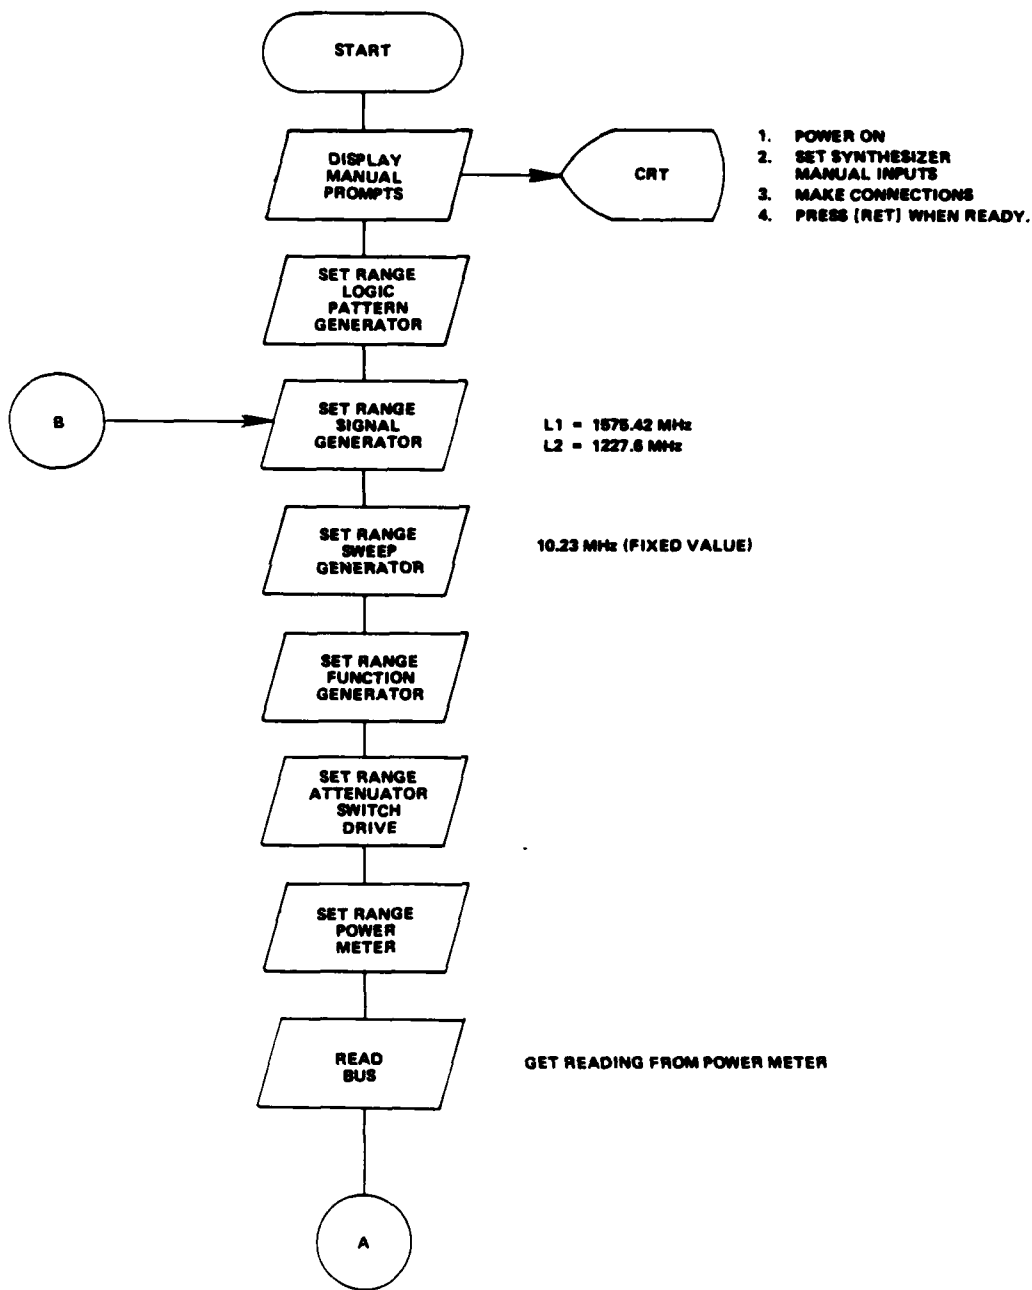 START
DISPLAY
MANUAL
PROMPTS
CRT
1. POWER ON
2. SET SYNTHESIZER
MANUAL INPUTS
3. MAKE CONNECTIONS
4. PRESS [RET] WHEN READY.
SET RANGE
LOGIC
PATTERN
GENERATOR
B
SET RANGE
SIGNAL
GENERATOR
L1 = 1575.42 MHz
L2 = 1227.6 MHz
SET RANGE
SWEEP
GENERATOR
10.23 MHz (FIXED VALUE)
SET RANGE
FUNCTION
GENERATOR
SET RANGE
ATTENUATOR
SWITCH
DRIVE
SET RANGE
POWER
METER
READ
BUS
GET READING FROM POWER METER
A